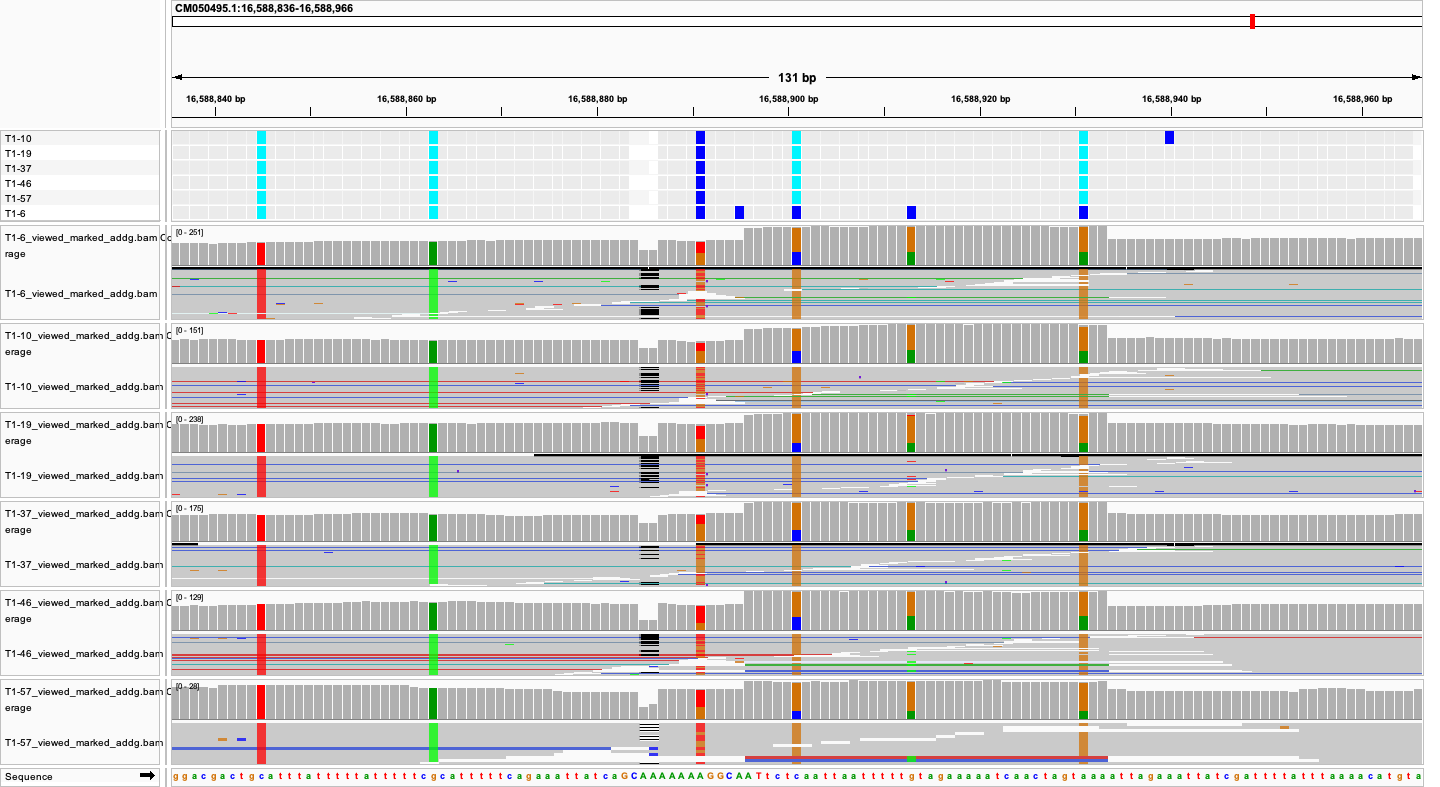 CM050495.1:16,588,836-16,588,966
131 bp
16,588,840 bp 16,588,860 bp 16,588,880 bp 16,588,900 bp 16,588,920 bp 16,588,940 bp 16,588,960 bp
T1-10
T1-19
T1-37
T1-46
T1-57
T1-6
T1-6_viewed_marked_addg.bam Co
rage
[0 - 251]
T1-6_viewed_marked_addg.bam
T1-10_viewed_marked_addg.bam C
erage
[0 - 151]
T1-10_viewed_marked_addg.bam
T1-19_viewed_marked_addg.bam C
erage
[0 - 238]
T1-19_viewed_marked_addg.bam
T1-37_viewed_marked_addg.bam C
erage
[0 - 175]
T1-37_viewed_marked_addg.bam
T1-46_viewed_marked_addg.bam C
erage
[0 - 129]
T1-46_viewed_marked_addg.bam
T1-57_viewed_marked_addg.bam C
erage
[0 - 28]
T1-57_viewed_marked_addg.bam
Sequence g g a c g a c t g c a t t t a t t t t t a t t t t t c g c a t t t t t c a g a a a t t a t c a G C A A A A A A A G G C A A T t c t c a a t t a a t t t t t g t a g a a a a a t c a a c t a g t a a a a t t a g a a a t t a t c g a t t t t a t t t a a a a c a t g t a